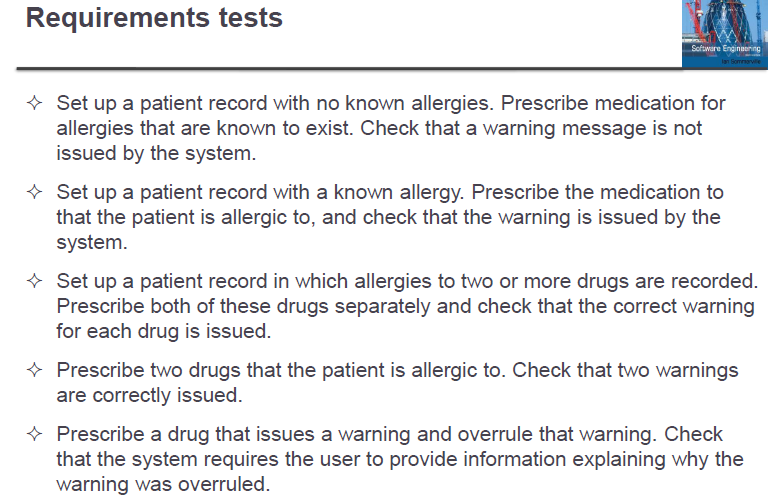 Requirements tests
Software Engineering
Ian Sommerville
✧ Set up a patient record with no known allergies. Prescribe medication for
allergies that are known to exist. Check that a warning message is not
issued by the system.
✧ Set up a patient record with a known allergy. Prescribe the medication to
that the patient is allergic to, and check that the warning is issued by the
system.
✧ Set up a patient record in which allergies to two or more drugs are recorded.
Prescribe both of these drugs separately and check that the correct warning
for each drug is issued.
✧ Prescribe two drugs that the patient is allergic to. Check that two warnings
are correctly issued.
✧ Prescribe a drug that issues a warning and overrule that warning. Check
that the system requires the user to provide information explaining why the
warning was overruled.